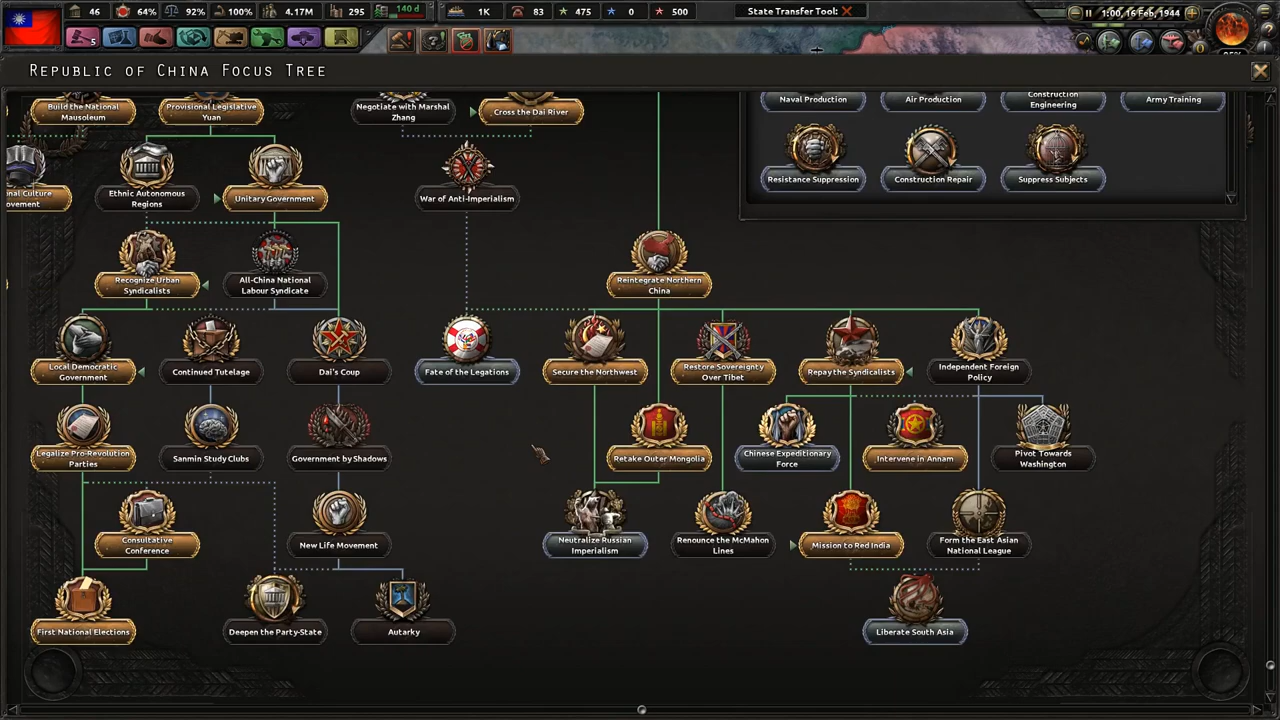 46 64% 92% 100% 4.17M 295 140 d 1K 83 475 0 500 State Transfer Tool: 1:00, 16 Feb, 1944
5
0
95%
Republic of China Focus Tree
Build the National
Mausoleum
Provisional Legislative
Yuan
Negotiate with Marshal
Zhang
Cross the Dai River
Naval Production
Air Production
Construction
Engineering
Army Training
Resistance Suppression
Construction Repair
Suppress Subjects
nal Culture
ovement
Ethnic Autonomous
Regions
Unitary Government
War of Anti-Imperialism
Recognize Urban
Syndicalists
All-China National
Labour Syndicate
Reintegrate Northern
China
Local Democratic
Government
Continued Tutelage
Dai's Coup
Fate of the Legations
Secure the Northwest
Restore Sovereignty
Over Tibet
Repay the Syndicalists
Independent Foreign
Policy
Legalize Pro-Revolution
Parties
Sanmin Study Clubs
Government by Shadows
Retake Outer Mongolia
Chinese Expeditionary
Force
Intervene in Annam
Pivot Towards
Washington
Consultative
Conference
New Life Movement
Neutralize Russian
Imperialism
Renounce the McMahon
Lines
Mission to Red India
Form the East Asian
National League
First National Elections
Deepen the Party-State
Autarky
Liberate South Asia